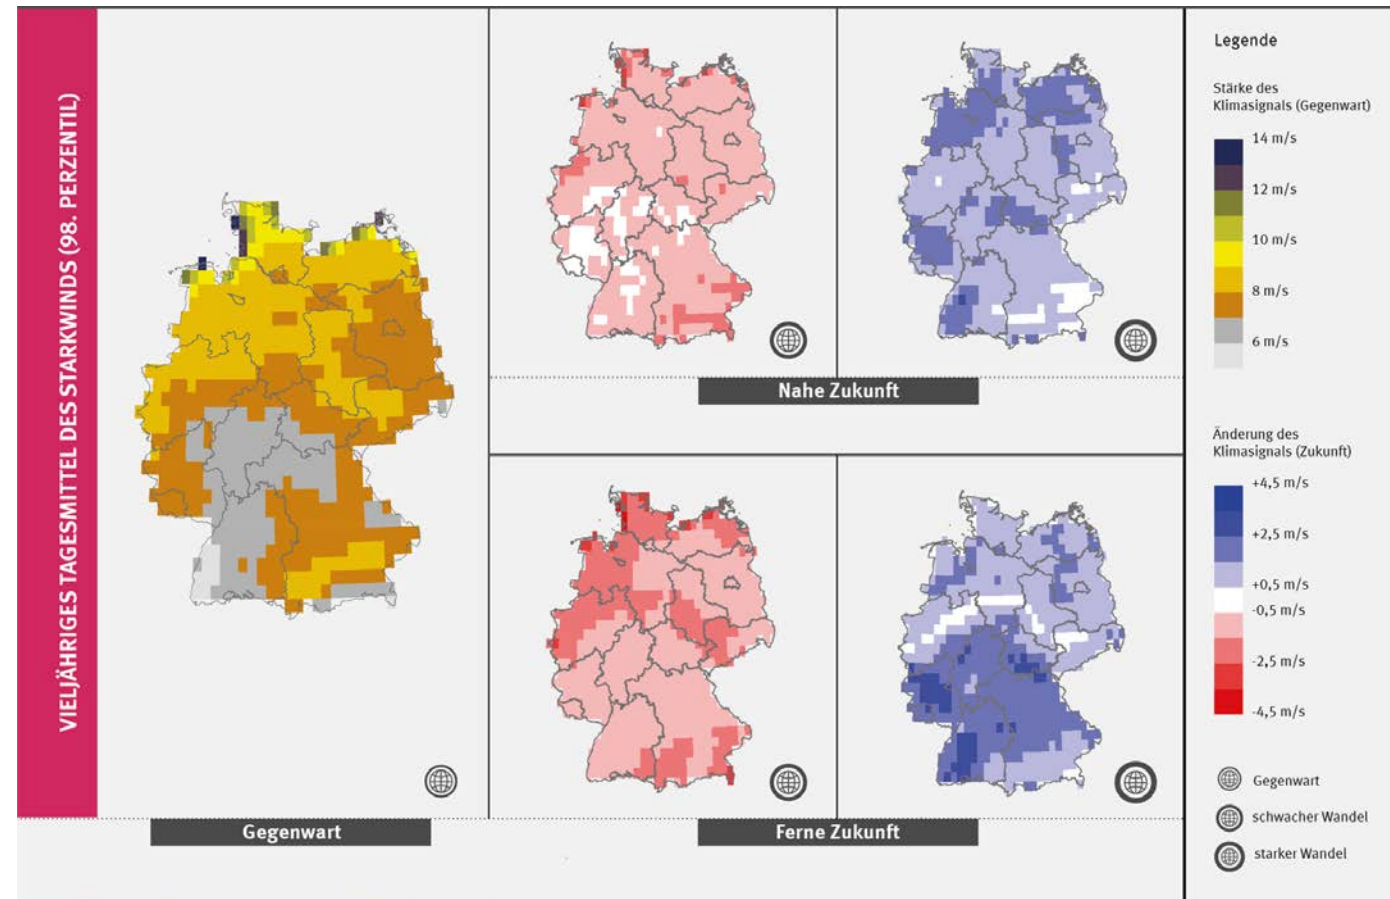 VIELJÄHRIGES TAGESMITTEL DES STARKWINDS (98. PERZENTIL)
Gegenwart
Nahe Zukunft
Ferne Zukunft
Legende
Stärke des
Klimasignals (Gegenwart)
14 m/s
12 m/s
10 m/s
8 m/s
6 m/s
Änderung des
Klimasignals (Zukunft)
+4,5 m/s
+2,5 m/s
+0,5 m/s
-0,5 m/s
-2,5 m/s
-4,5 m/s
Gegenwart
schwacher Wandel
starker Wandel